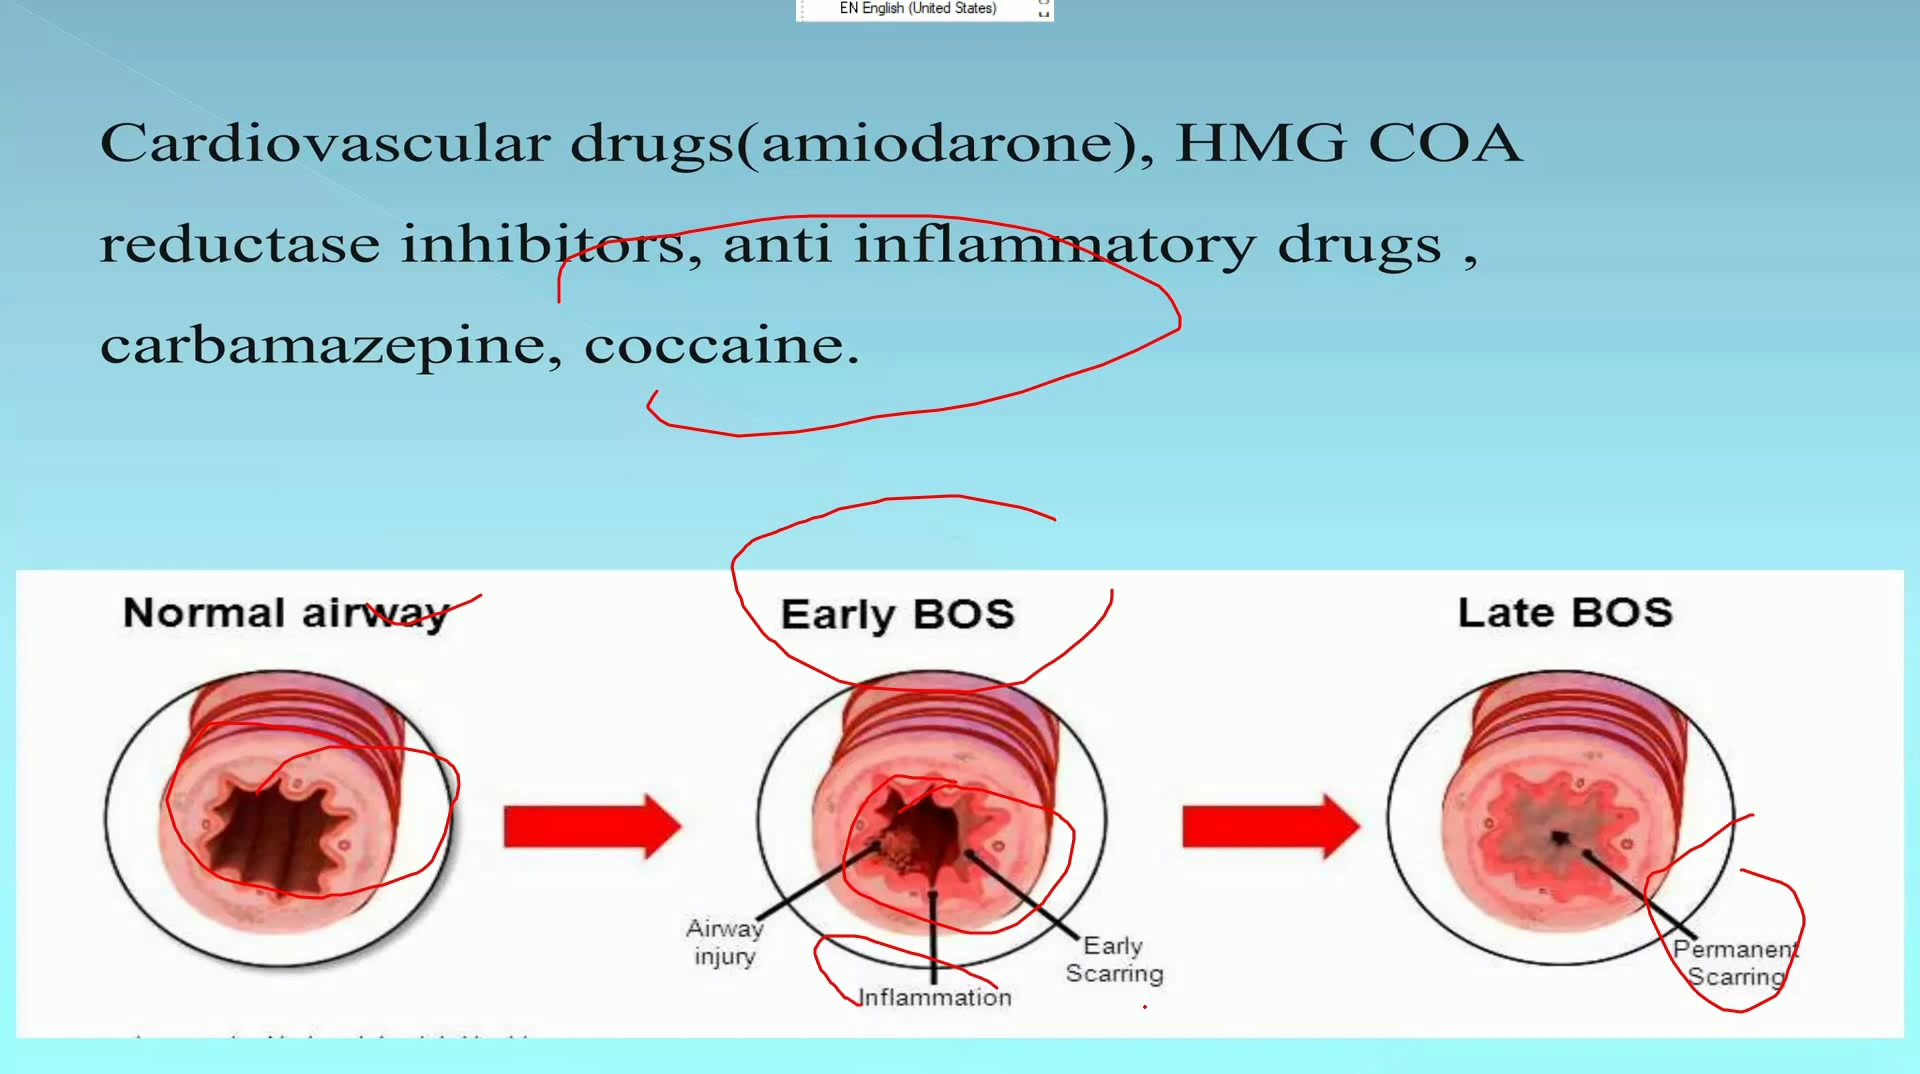 EN English (United States)
Cardiovascular drugs(amiodarone), HMG COA
reductase inhibitors, anti inflammatory drugs ,
carbamazepine, coccaine.
Normal airway
Early BOS
Late BOS
Airway
injury
Inflammation
Early
Scarring
Permanent
Scarring